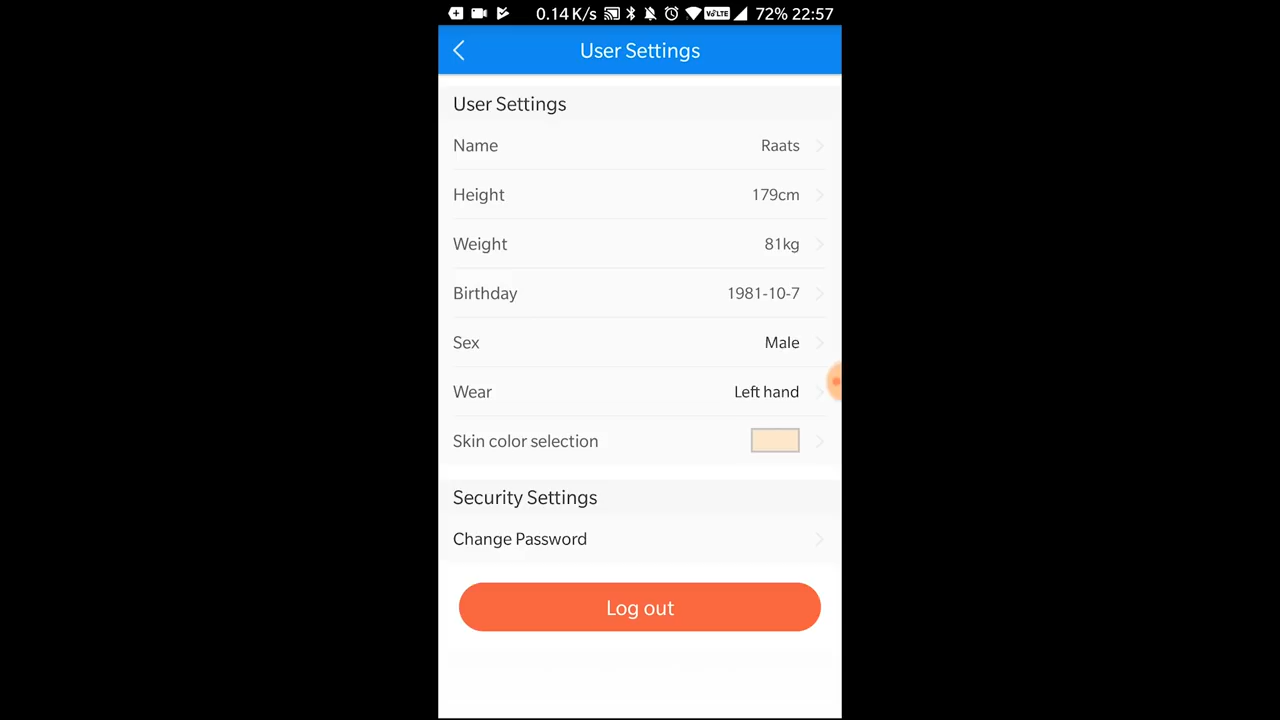 0.14 K/s VoLTE 72% 22:57
User Settings
User Settings
Name Raats
Height 179cm
Weight 81kg
Birthday 1981-10-7
Sex Male
Wear Left hand
Skin color selection
Security Settings
Change Password
Log out